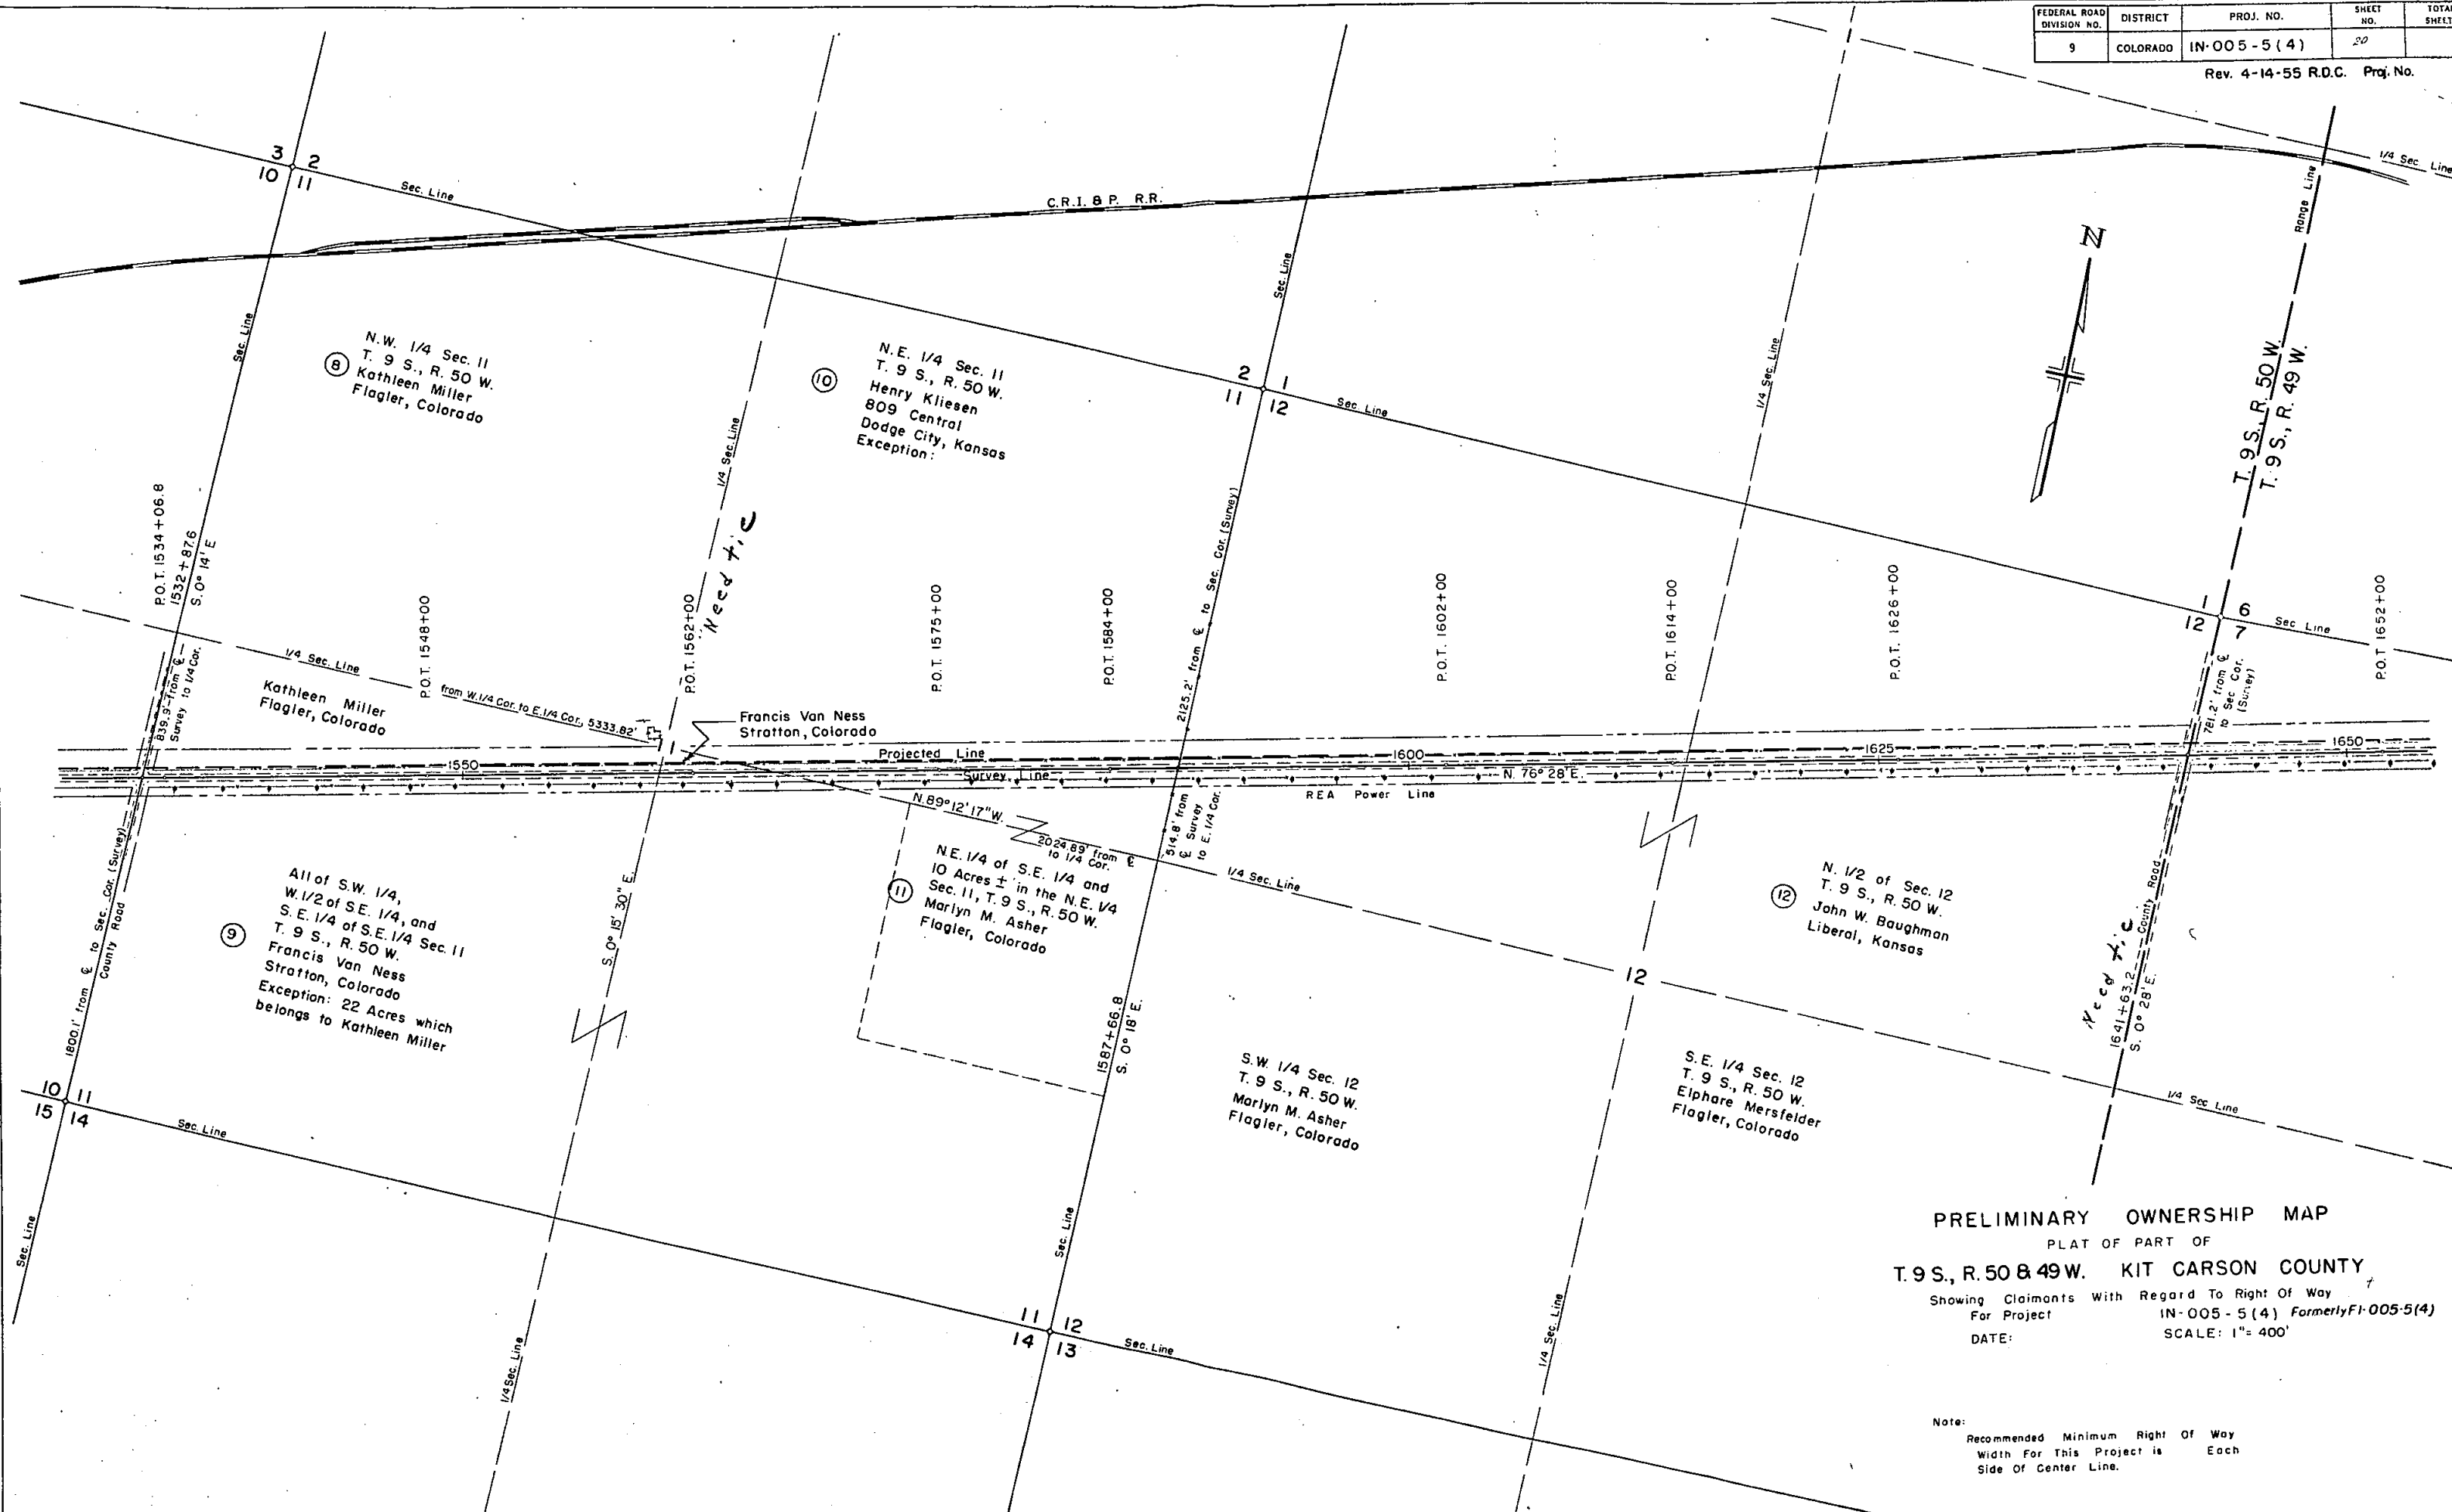 FEDERAL ROAD DIVISION NO.
DISTRICT
PROJ. NO.
SHEET NO.
9
COLORADO
IN-005-5(4)
20
Rev. 4-14-55 R.D.C. Proj. No.
1/4 Sec. Line
3 2
10 11
Sec. Line
C.R.I. & P. R.R.
Range Line
N
Sec. Line
Sec. Line
N.W. 1/4 Sec. 11
8
T. 9 S., R. 50 W.
Kathleen Miller
Flagler, Colorado
1/4 Sec. Line
10
N.E. 1/4 Sec. 11
T. 9 S., R. 50 W.
Henry Kliesen
809 Central
Dodge City, Kansas
Exception:
2 1
11 12
Sec. Line
1/4 Sec. Line
T. 9 S., R. 50 W.
T. 9 S., R. 49 W.
P.O.T. 1534+06.8
1532+87.6
S. 0° 14' E
P.O.T. 1548+00
P.O.T. 1562+00
Need tie
P.O.T. 1575+00
P.O.T. 1584+00
2125.2' from ℄ to Sec. Cor. (Survey)
P.O.T. 1602+00
P.O.T. 1614+00
P.O.T. 1626+00
1 6
12 7
Sec. Line
P.O.T. 1652+00
839.9' from ℄
Survey to 1/4 Cor.
1/4 Sec. Line
from W.1/4 Cor. to E.1/4 Cor. 5333.82'
Kathleen Miller
Flagler, Colorado
Francis Van Ness
Stratton, Colorado
11
781.2' from ℄
to Sec. Cor.
(Survey)
Projected Line
1550
1600
1625
1650
Survey Line
N. 76° 28' E.
REA Power Line
N. 89° 12' 17" W.
2024.89' from ℄
to 1/4 Cor.
514.8' from
℄ Survey
to E. 1/4 Cor.
1/4 Sec. Line
1800.1' from ℄ to Sec. Cor. (Survey)
County Road
9
All of S.W. 1/4,
W. 1/2 of S.E. 1/4, and
S.E. 1/4 of S.E. 1/4 Sec. 11
T. 9 S., R. 50 W.
Francis Van Ness
Stratton, Colorado
Exception: 22 Acres which
belongs to Kathleen Miller
S. 0° 15' 30" E.
11
N.E. 1/4 of S.E. 1/4 and
10 Acres ± in the N.E. 1/4
Sec. 11, T. 9 S., R. 50 W.
Marlyn M. Asher
Flagler, Colorado
12
N. 1/2 of Sec. 12
T. 9 S., R. 50 W.
John W. Baughman
Liberal, Kansas
12
Need tie
County Road
1641+63.2
S. 0° 28' E.
1587+66.8
S. 0° 18' E.
10 11
15 14
Sec. Line
S.W. 1/4 Sec. 12
T. 9 S., R. 50 W.
Marlyn M. Asher
Flagler, Colorado
S.E. 1/4 Sec. 12
T. 9 S., R. 50 W.
Elphare Mersfelder
Flagler, Colorado
1/4 Sec. Line
Sec. Line
Sec. Line
1/4 Sec. Line
11 12
14 13
Sec. Line
1/4 Sec. Line
PRELIMINARY OWNERSHIP MAP
PLAT OF PART OF
T. 9 S., R. 50 & 49 W. KIT CARSON COUNTY
Showing Claimants With Regard To Right Of Way
For Project IN-005-5(4) Formerly FI-005-5(4)
DATE: SCALE: 1"= 400'
Note:
Recommended Minimum Right Of Way
Width For This Project is Each
Side Of Center Line.